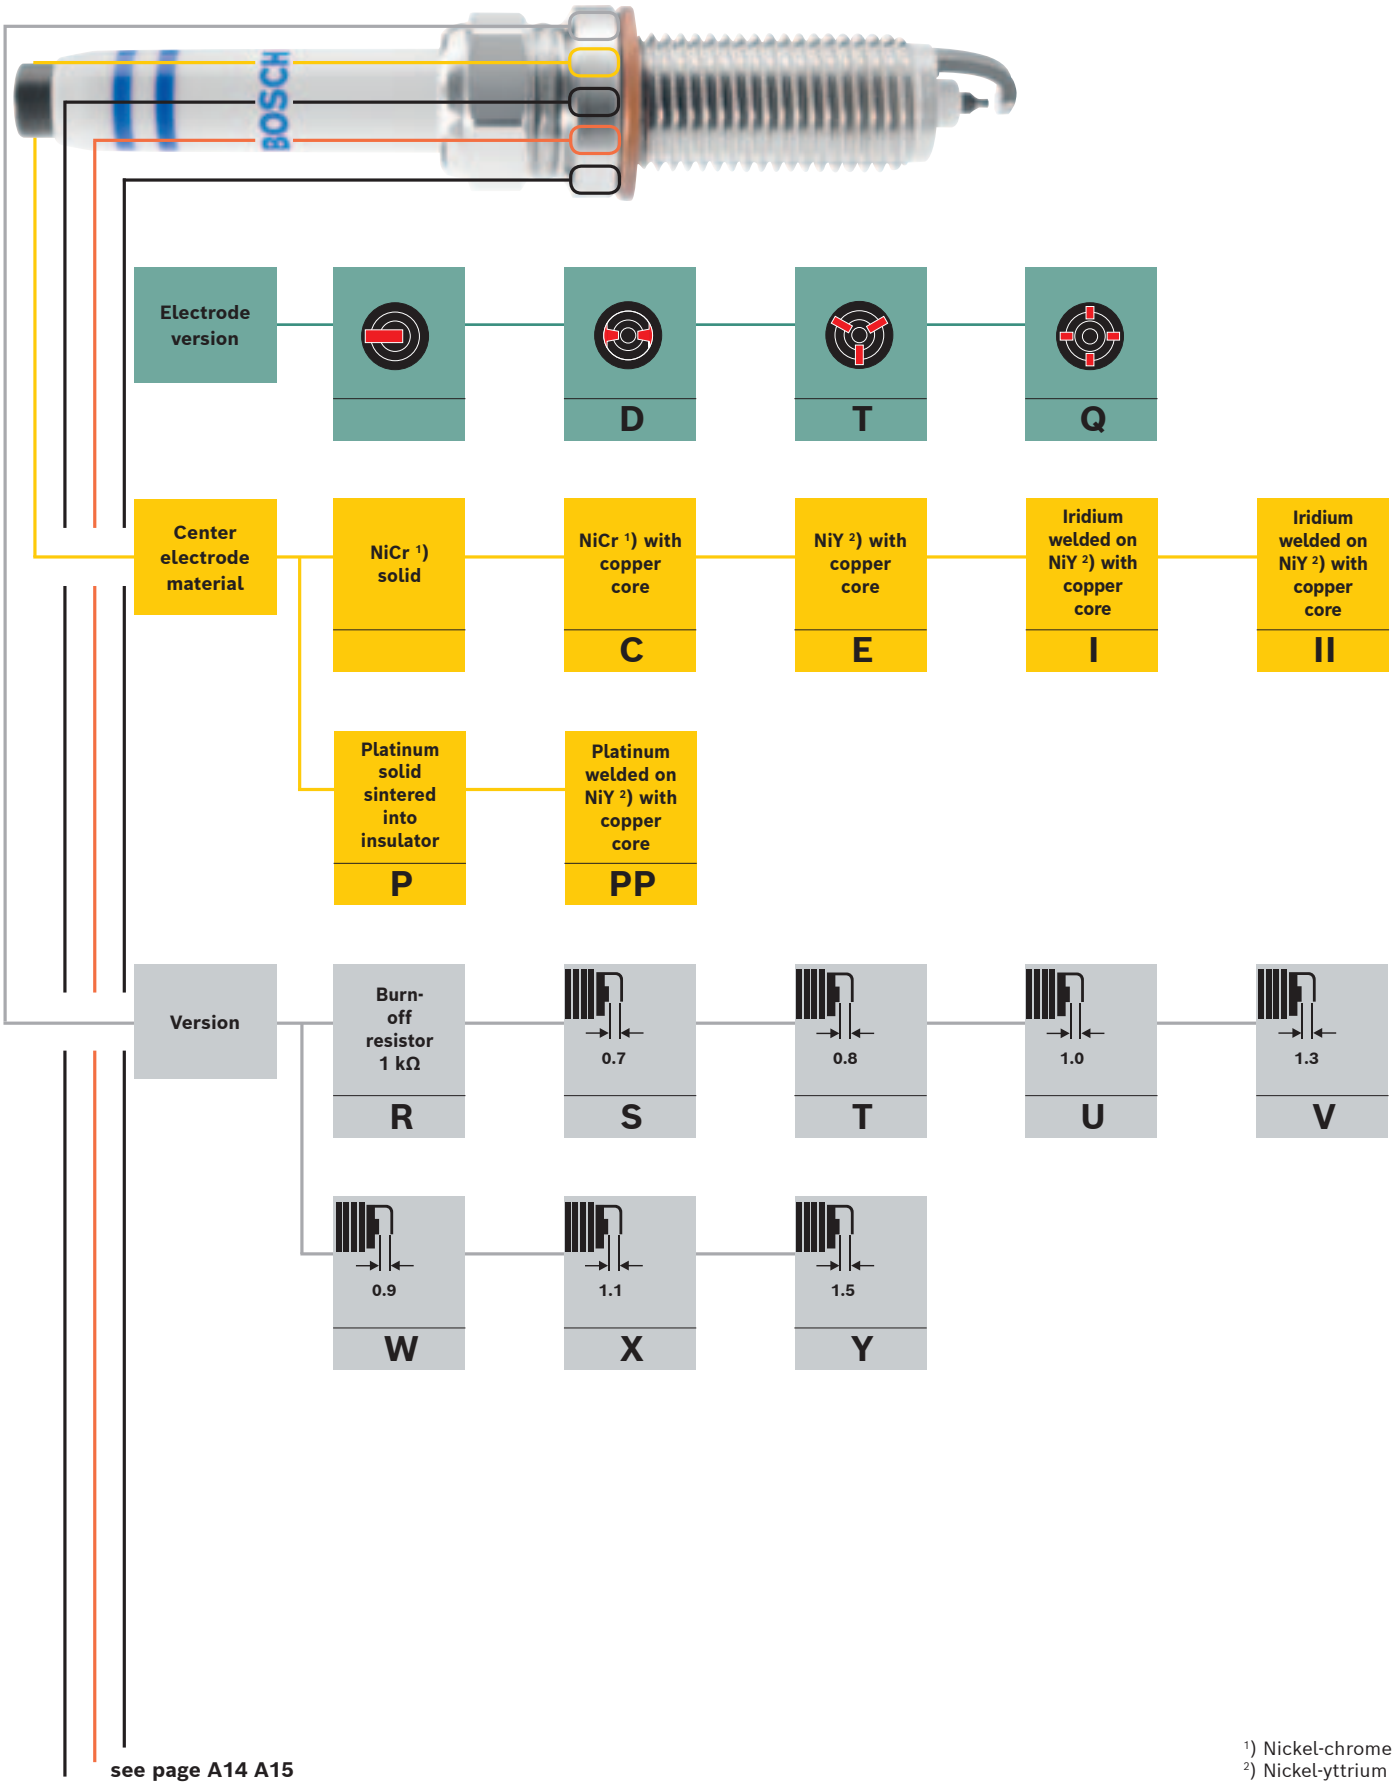 BOSCH
Electrode
version
D
T
Q
Center
electrode
material
NiCr ¹)
solid
NiCr ¹) with
copper
core
C
NiY ²) with
copper
core
E
Iridium
welded on
NiY ²) with
copper
core
I
Iridium
welded on
NiY ²) with
copper
core
II
Platinum
solid
sintered
into
insulator
P
Platinum
welded on
NiY ²) with
copper
core
PP
Version
Burn-
off
resistor
1 kΩ
R
0.7
S
0.8
T
1.0
U
1.3
V
0.9
W
1.1
X
1.5
Y
see page A14 A15
¹) Nickel-chrome
²) Nickel-yttrium